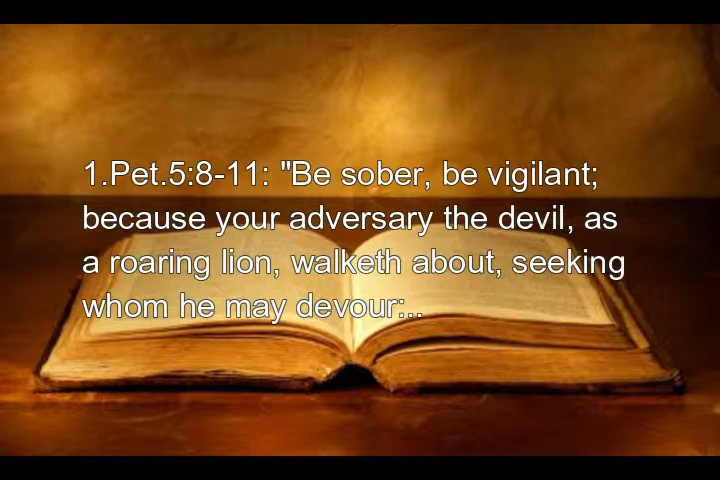 1.Pet.5:8-11: "Be sober, be vigilant;
because your adversary the devil, as
a roaring lion, walketh about, seeking
whom he may devour:..